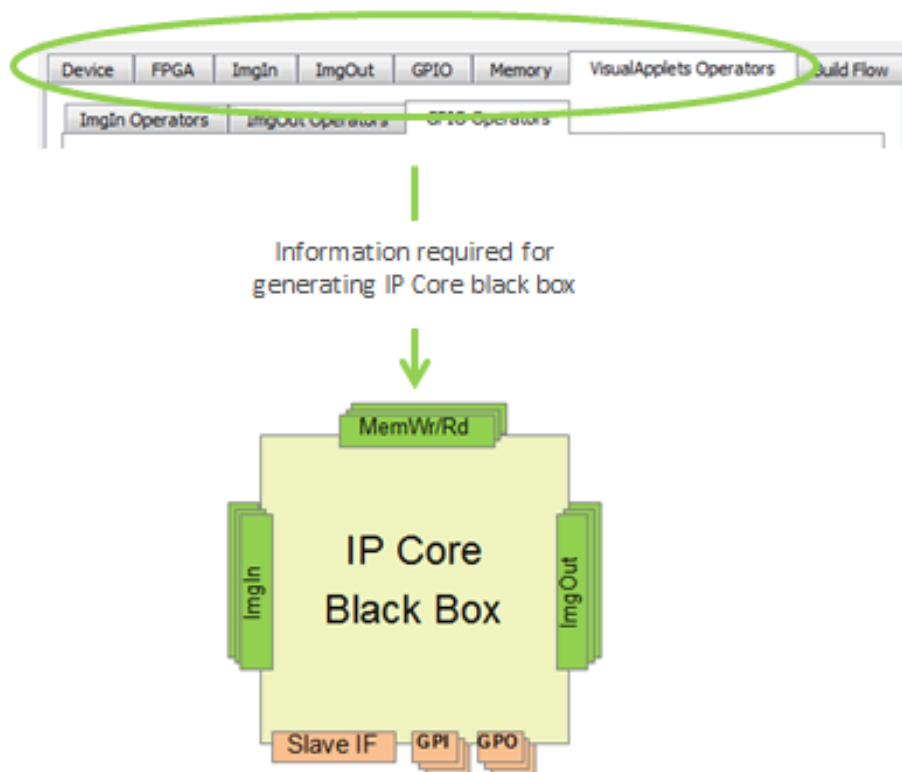 Device FPGA ImgIn ImgOut GPIO Memory VisualApplets Operators Build Flow
ImgIn Operators ImgOut Operators GPIO Operators
Information required for
generating IP Core black box
MemWr/Rd
ImgIn
IP Core
Black Box
ImgOut
Slave IF GPI GPO